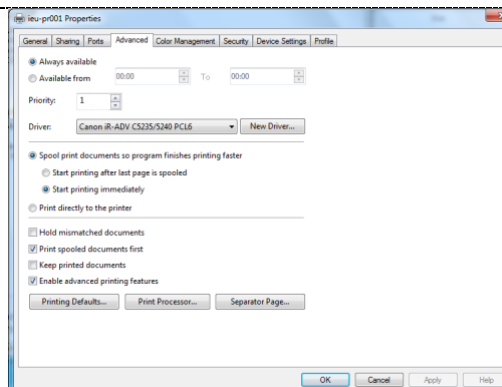 ieu-pr001 Properties
General Sharing Ports Advanced Color Management Security Device Settings Profile
Always available
Available from 00:00 To 00:00
Priority: 1
Driver: Canon iR-ADV C5235/5240 PCL6 New Driver...
Spool print documents so program finishes printing faster
Start printing after last page is spooled
Start printing immediately
Print directly to the printer
Hold mismatched documents
Print spooled documents first
Keep printed documents
Enable advanced printing features
Printing Defaults... Print Processor... Separator Page...
OK Cancel Apply Help